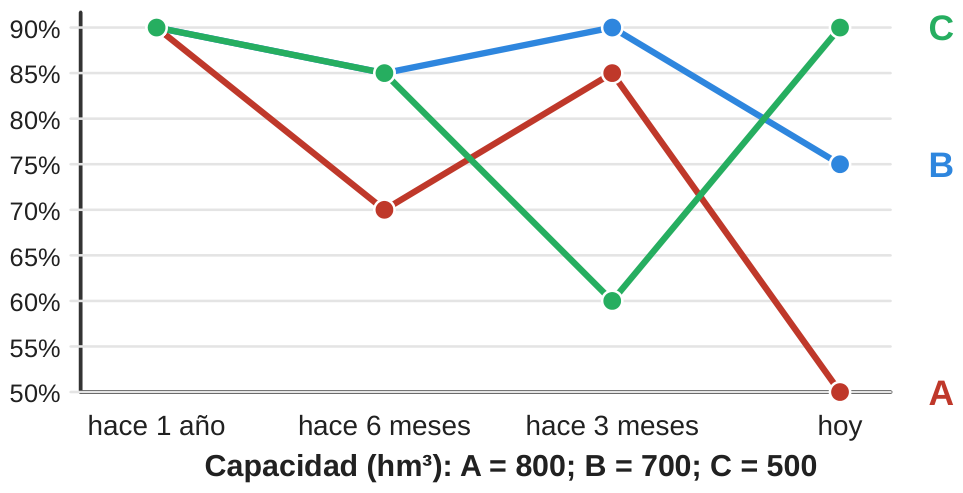 90%
85%
80%
75%
70%
65%
60%
55%
50%
C
B
A
hace 1 año
hace 6 meses
hace 3 meses
hoy
Capacidad (hm³): A = 800; B = 700; C = 500